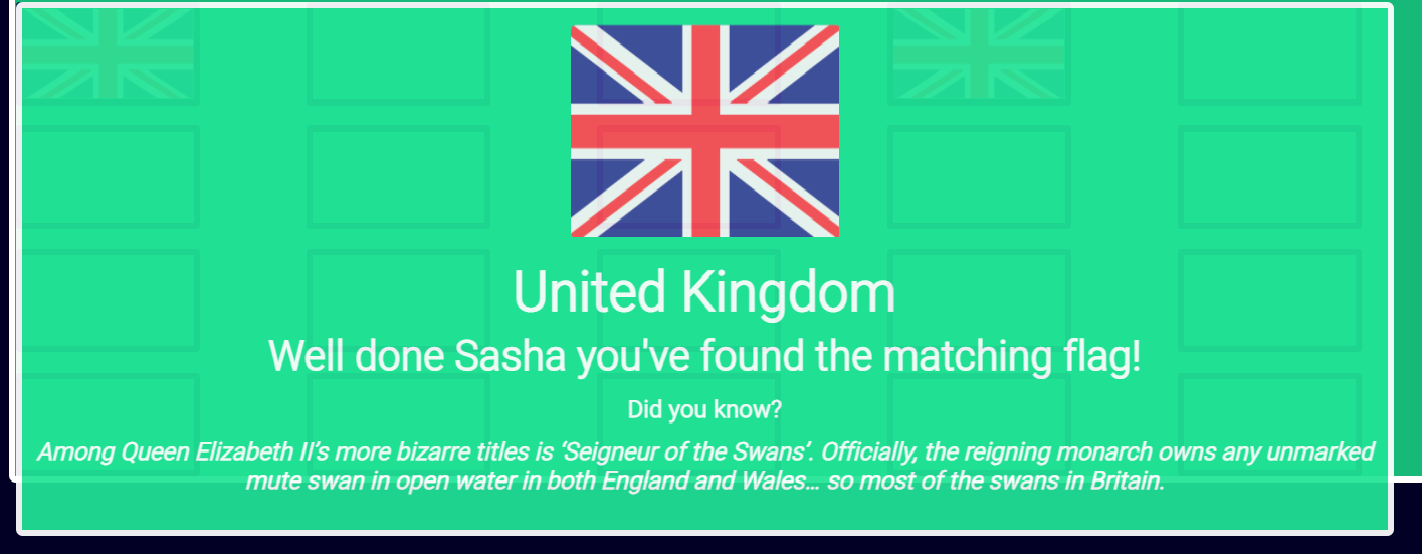 United Kingdom
Well done Sasha you've found the matching flag!
Did you know?
Among Queen Elizabeth II’s more bizarre titles is ‘Seigneur of the Swans’. Officially, the reigning monarch owns any unmarked
mute swan in open water in both England and Wales… so most of the swans in Britain.